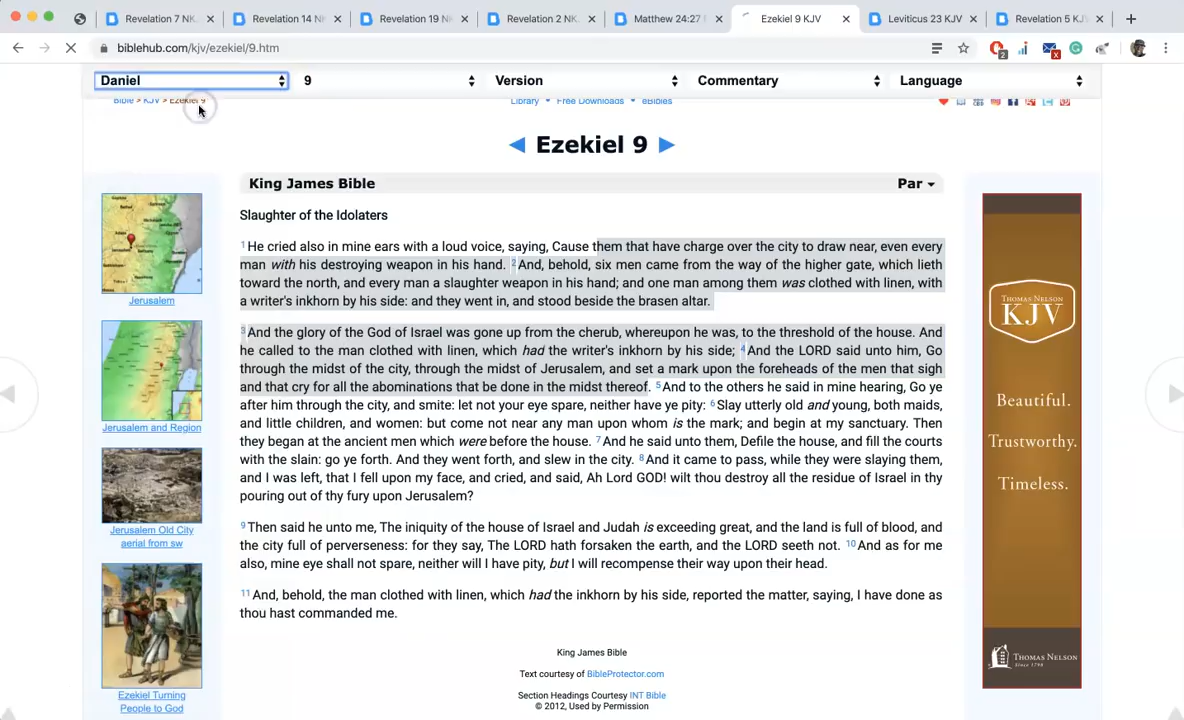 Revelation 7 NK
Revelation 14 N
Revelation 19 N
Revelation 2 NK
Matthew 24:27
Ezekiel 9 KJV
Leviticus 23 KJV
Revelation 5 KJ
biblehub.com/kjv/ezekiel/9.htm
2
x
Daniel
9
Version
Commentary
Language
Bible > KJV > Ezekiel 9
Library
Free Downloads
eBibles
Ezekiel 9
King James Bible
Par
Slaughter of the Idolaters
1He cried also in mine ears with a loud voice, saying, Cause them that have charge over the city to draw near, even every
man with his destroying weapon in his hand. 2And, behold, six men came from the way of the higher gate, which lieth
toward the north, and every man a slaughter weapon in his hand; and one man among them was clothed with linen, with
a writer's inkhorn by his side: and they went in, and stood beside the brasen altar.
3And the glory of the God of Israel was gone up from the cherub, whereupon he was, to the threshold of the house. And
he called to the man clothed with linen, which had the writer's inkhorn by his side; 4And the LORD said unto him, Go
through the midst of the city, through the midst of Jerusalem, and set a mark upon the foreheads of the men that sigh
and that cry for all the abominations that be done in the midst thereof. 5And to the others he said in mine hearing, Go ye
after him through the city, and smite: let not your eye spare, neither have ye pity: 6Slay utterly old and young, both maids,
and little children, and women: but come not near any man upon whom is the mark; and begin at my sanctuary. Then
they began at the ancient men which were before the house. 7And he said unto them, Defile the house, and fill the courts
with the slain: go ye forth. And they went forth, and slew in the city. 8And it came to pass, while they were slaying them,
and I was left, that I fell upon my face, and cried, and said, Ah Lord GOD! wilt thou destroy all the residue of Israel in thy
pouring out of thy fury upon Jerusalem?
9Then said he unto me, The iniquity of the house of Israel and Judah is exceeding great, and the land is full of blood, and
the city full of perverseness: for they say, The LORD hath forsaken the earth, and the LORD seeth not. 10And as for me
also, mine eye shall not spare, neither will I have pity, but I will recompense their way upon their head.
11And, behold, the man clothed with linen, which had the inkhorn by his side, reported the matter, saying, I have done as
thou hast commanded me.
King James Bible
Text courtesy of BibleProtector.com
Section Headings Courtesy INT Bible
© 2012, Used by Permission
Jerusalem
Jerusalem and Region
Jerusalem Old City
aerial from sw
Ezekiel Turning
People to God
THOMAS NELSON
KJV
Beautiful.
Trustworthy.
Timeless.
THOMAS NELSON
Since 1798